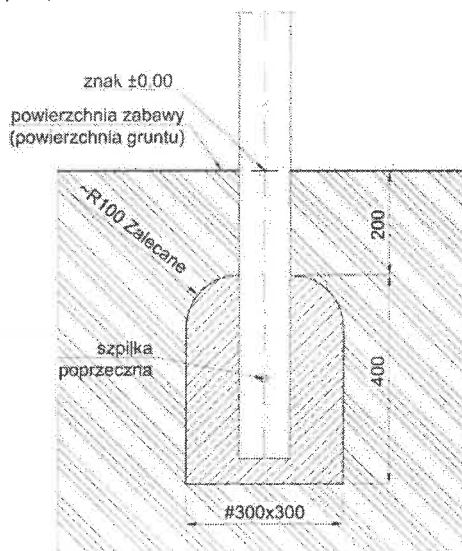 znak ±0,00
powierzchnia zabawy
(powierzchnia gruntu)
~R100 Zalecane
200
szpilka
poprzeczna
400
#300x300